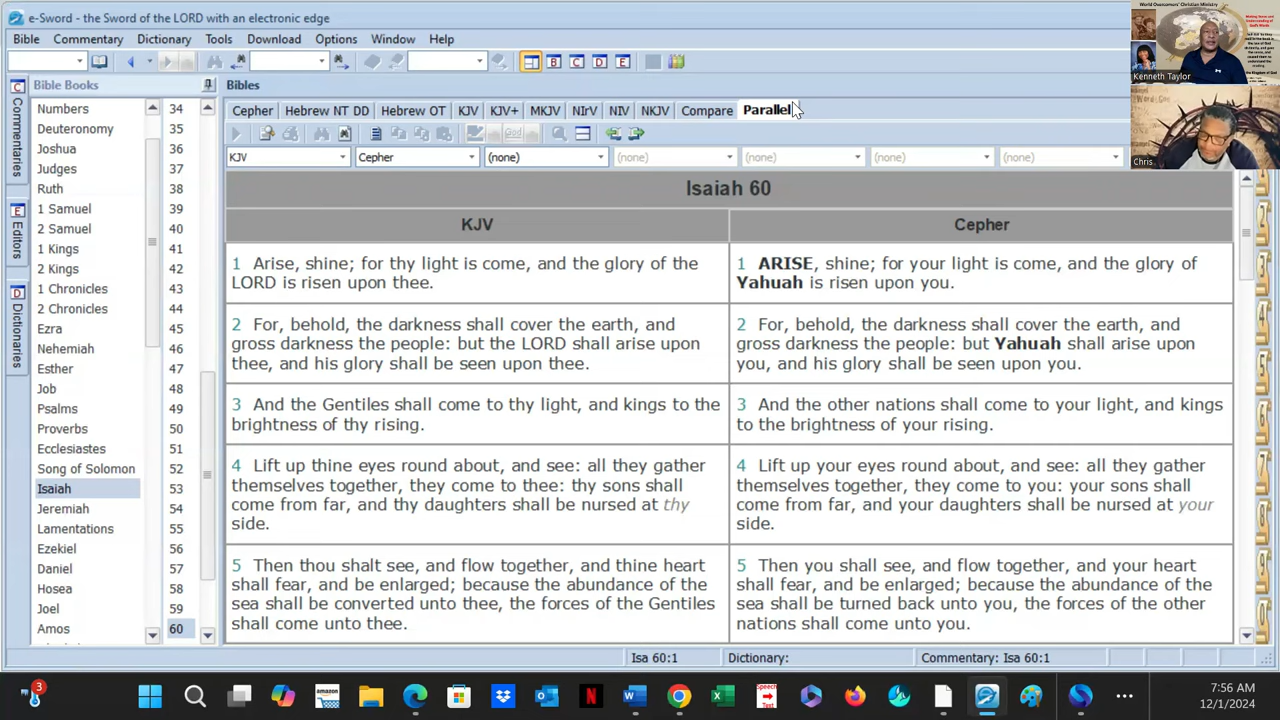 e-Sword - the Sword of the LORD with an electronic edge
Bible Commentary Dictionary Tools Download Options Window Help
Bible Books
Bibles
Cepher Hebrew NT DD Hebrew OT KJV KJV+ MKJV NIrV NIV NKJV Compare Parallel
KJV Cepher (none) (none) (none) (none) (none)
Commentaries
Editors
Dictionaries
Numbers 34
Deuteronomy 35
Joshua 36
Judges 37
Ruth 38
1 Samuel 39
2 Samuel 40
1 Kings 41
2 Kings 42
1 Chronicles 43
2 Chronicles 44
Ezra 45
Nehemiah 46
Esther 47
Job 48
Psalms 49
Proverbs 50
Ecclesiastes 51
Song of Solomon 52
Isaiah 53
Jeremiah 54
Lamentations 55
Ezekiel 56
Daniel 57
Hosea 58
Joel 59
Amos 60
Isaiah 60
KJV
1 Arise, shine; for thy light is come, and the glory of the
LORD is risen upon thee.
2 For, behold, the darkness shall cover the earth, and
gross darkness the people: but the LORD shall arise upon
thee, and his glory shall be seen upon thee.
3 And the Gentiles shall come to thy light, and kings to the
brightness of thy rising.
4 Lift up thine eyes round about, and see: all they gather
themselves together, they come to thee: thy sons shall
come from far, and thy daughters shall be nursed at thy
side.
5 Then thou shalt see, and flow together, and thine heart
shall fear, and be enlarged; because the abundance of the
sea shall be converted unto thee, the forces of the Gentiles
shall come unto thee.
Cepher
1 ARISE, shine; for your light is come, and the glory of
Yahuah is risen upon you.
2 For, behold, the darkness shall cover the earth, and
gross darkness the people: but Yahuah shall arise upon
you, and his glory shall be seen upon you.
3 And the other nations shall come to your light, and kings
to the brightness of your rising.
4 Lift up your eyes round about, and see: all they gather
themselves together, they come to you: your sons shall
come from far, and your daughters shall be nursed at your
side.
5 Then you shall see, and flow together, and your heart
shall fear, and be enlarged; because the abundance of the
sea shall be turned back unto you, the forces of the other
nations shall come unto you.
Isa 60:1 Dictionary: Commentary: Isa 60:1
World Overcomers' Christian Ministry
Kenneth Taylor
Chris
3
amazon
Speech
Text
7:56 AM
12/1/2024